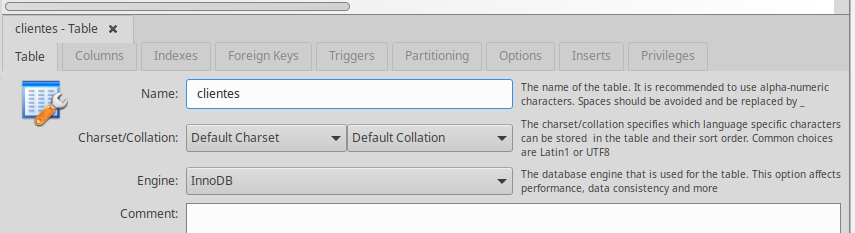 clientes - Table ✖
Table Columns Indexes Foreign Keys Triggers Partitioning Options Inserts Privileges
Name: clientes
The name of the table. It is recommended to use alpha-numeric
characters. Spaces should be avoided and be replaced by _
Charset/Collation: Default Charset Default Collation
The charset/collation specifies which language specific characters
can be stored  in the table and their sort order. Common choices
are Latin1 or UTF8
Engine: InnoDB
The database engine that is used for the table. This option affects
performance, data consistency and more
Comment: